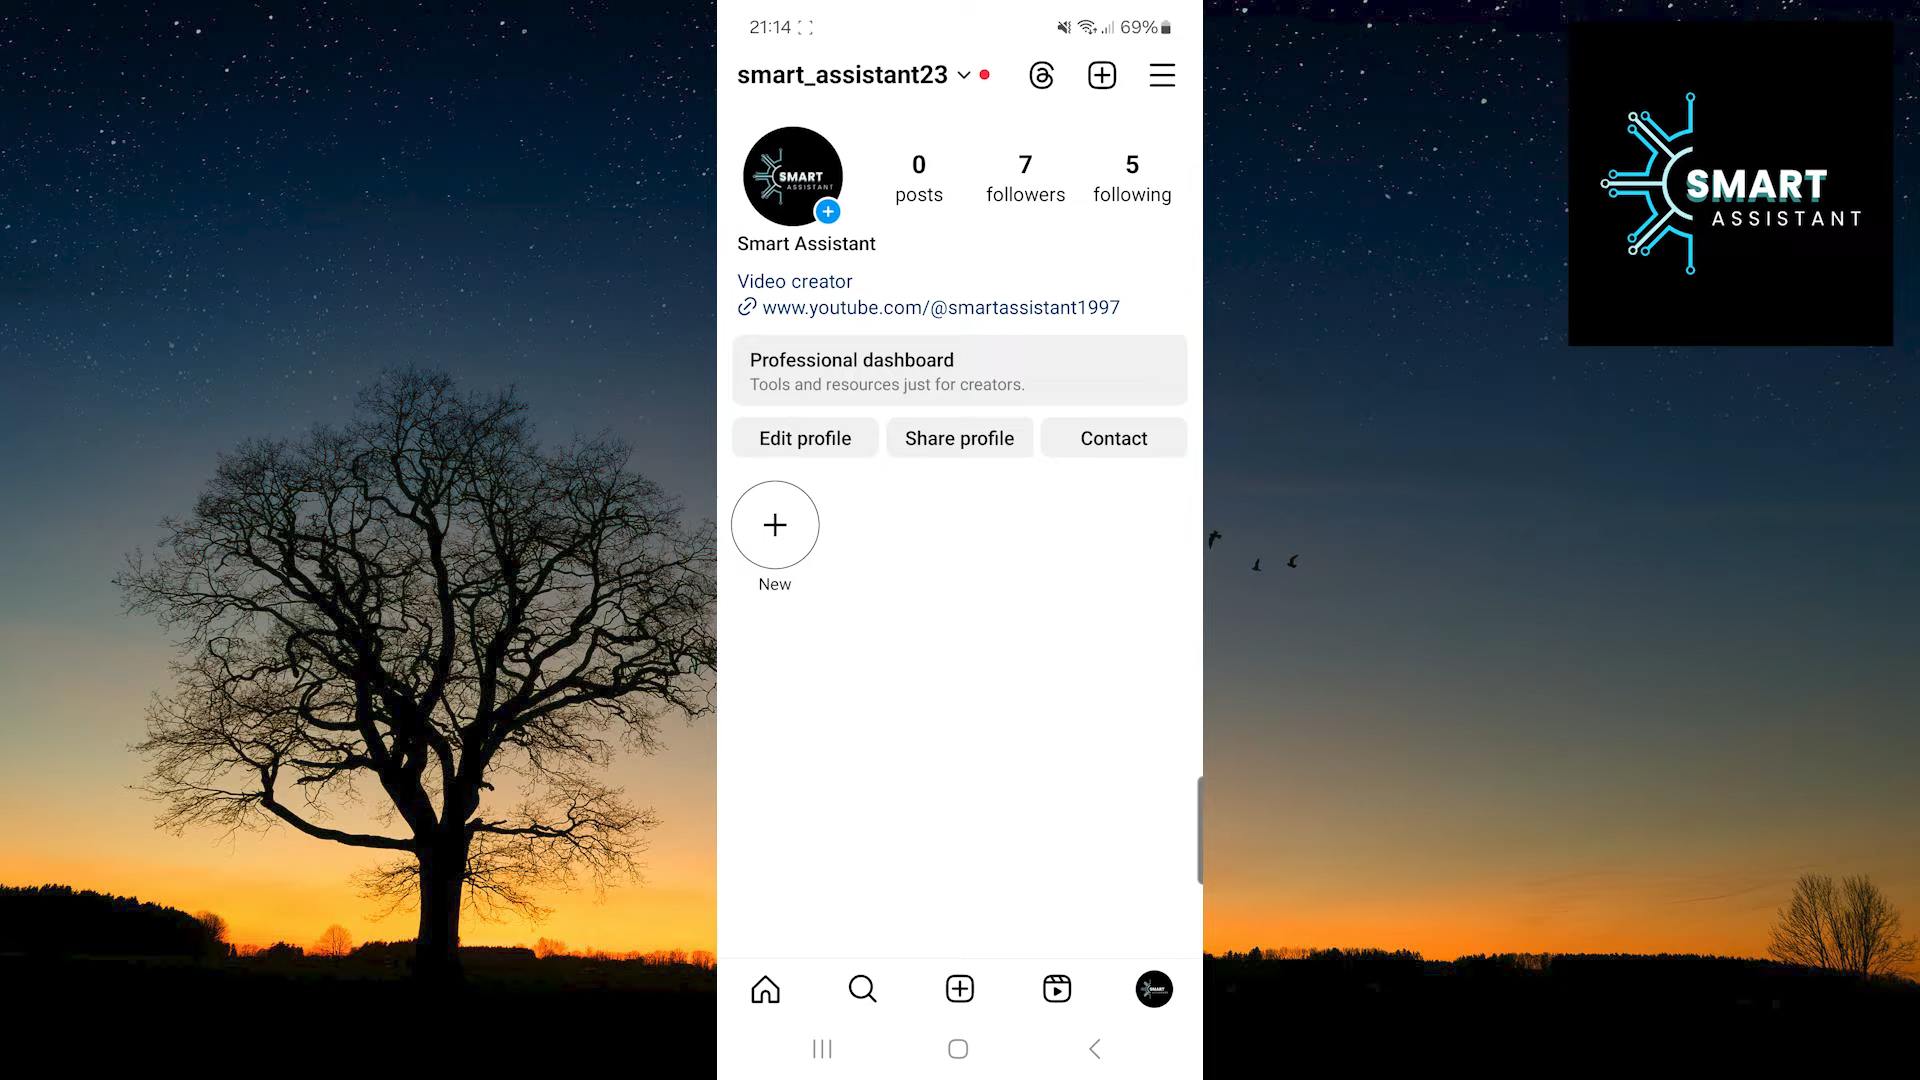 21:14
69%
smart_assistant23
SMART
ASSISTANT
0
posts
7
followers
5
following
Smart Assistant
Video creator
www.youtube.com/@smartassistant1997
Professional dashboard
Tools and resources just for creators.
Edit profile
Share profile
Contact
New
SMART
ASSISTANT